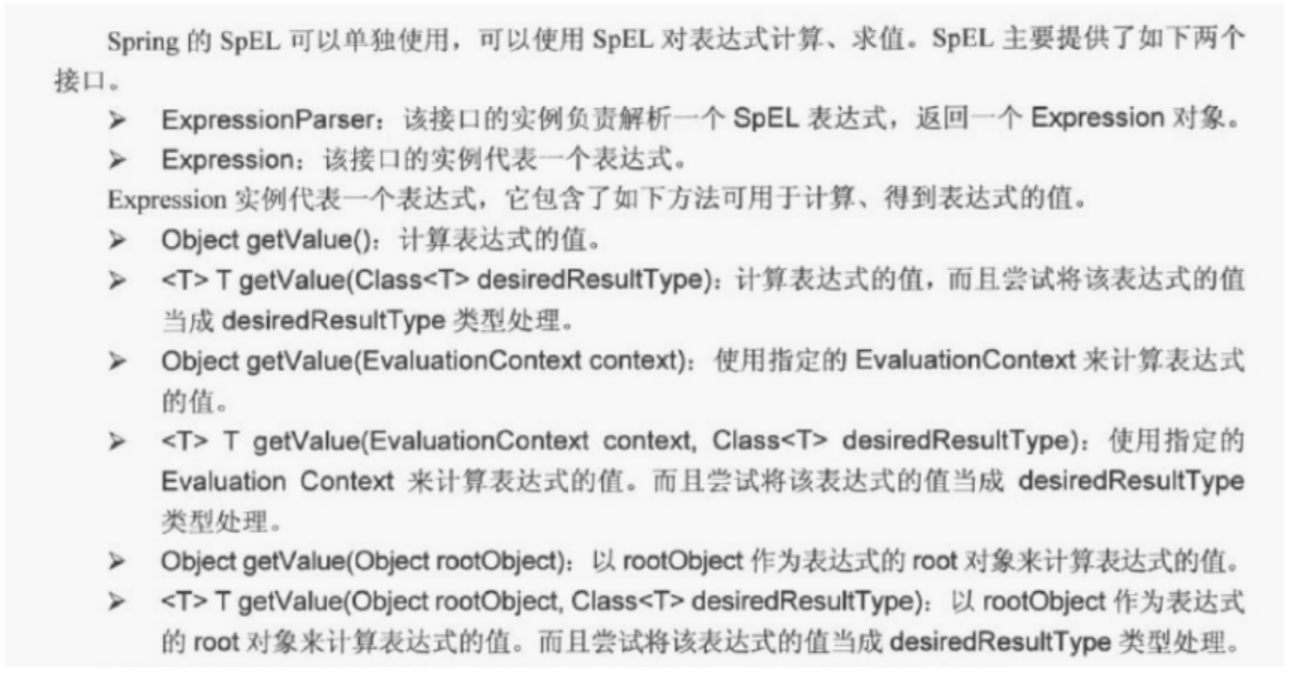 Spring 的 SpEL 可以单独使用，可以使用 SpEL 对表达式计算、求值。SpEL 主要提供了如下两个
接口。
➢ ExpressionParser：该接口的实例负责解析一个 SpEL 表达式，返回一个 Expression 对象。
➢ Expression：该接口的实例代表一个表达式。
Expression 实例代表一个表达式，它包含了如下方法可用于计算、得到表达式的值。
➢ Object getValue()：计算表达式的值。
➢ <T> T getValue(Class<T> desiredResultType)：计算表达式的值，而且尝试将该表达式的值
当成 desiredResultType 类型处理。
➢ Object getValue(EvaluationContext context)：使用指定的 EvaluationContext 来计算表达式
的值。
➢ <T> T getValue(EvaluationContext context, Class<T> desiredResultType)：使用指定的
Evaluation Context 来计算表达式的值。而且尝试将该表达式的值当成 desiredResultType
类型处理。
➢ Object getValue(Object rootObject)：以 rootObject 作为表达式的 root 对象来计算表达式的值。
➢ <T> T getValue(Object rootObject, Class<T> desiredResultType)：以 rootObject 作为表达式
的 root 对象来计算表达式的值。而且尝试将该表达式的值当成 desiredResultType 类型处理。